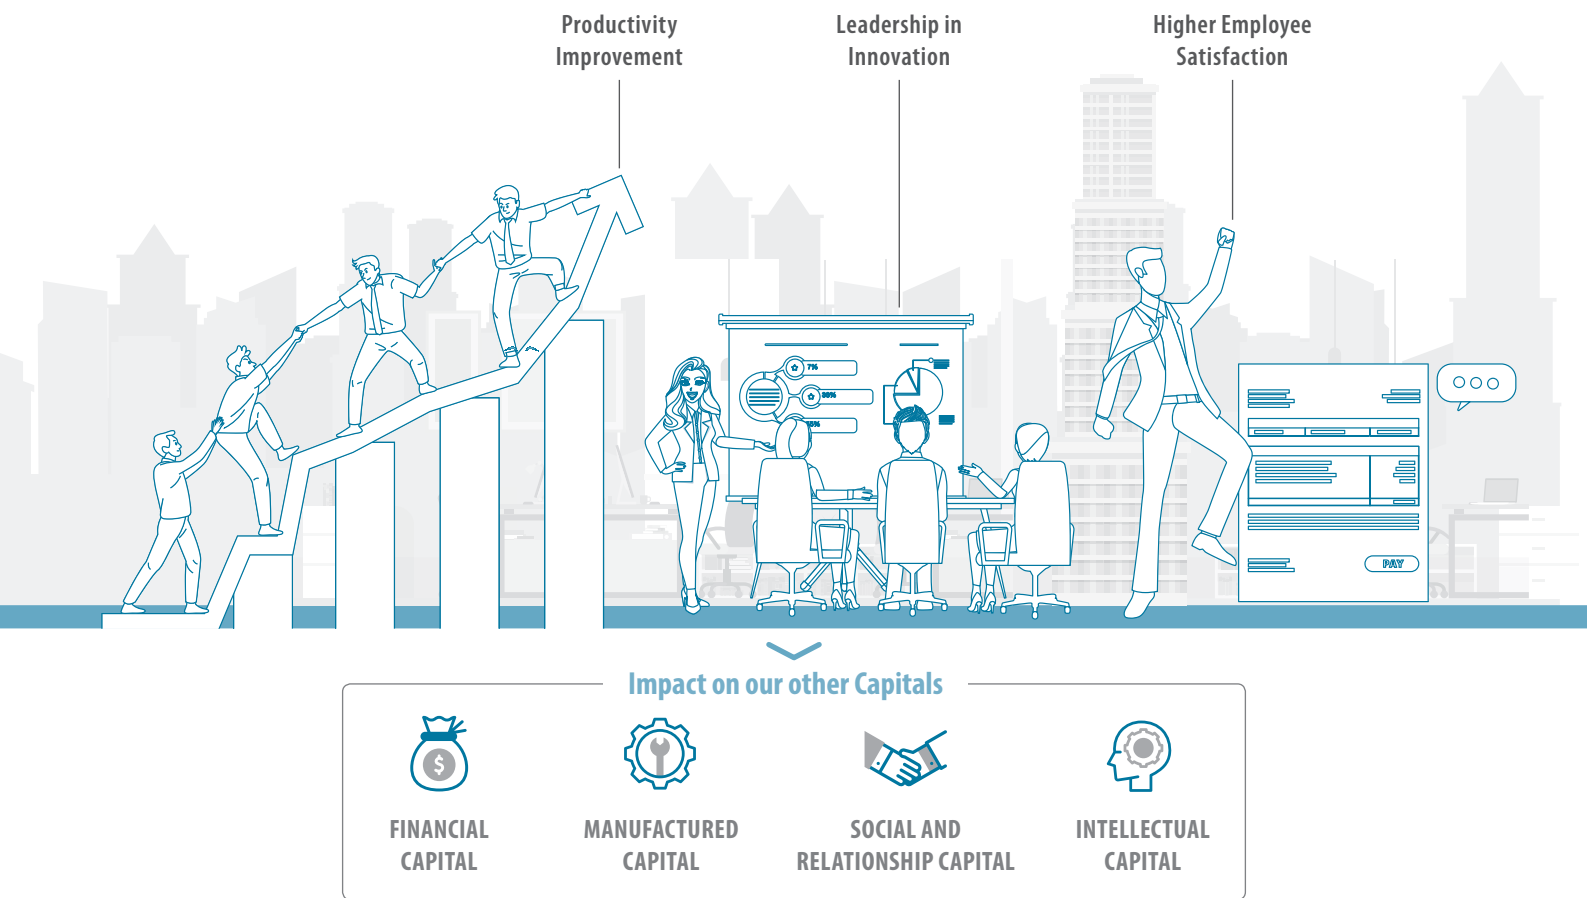 Productivity
Improvement
Leadership in
Innovation
Higher Employee
Satisfaction
7%
PAY
Impact on our other Capitals
$
FINANCIAL
CAPITAL
MANUFACTURED
CAPITAL
SOCIAL AND
RELATIONSHIP CAPITAL
INTELLECTUAL
CAPITAL